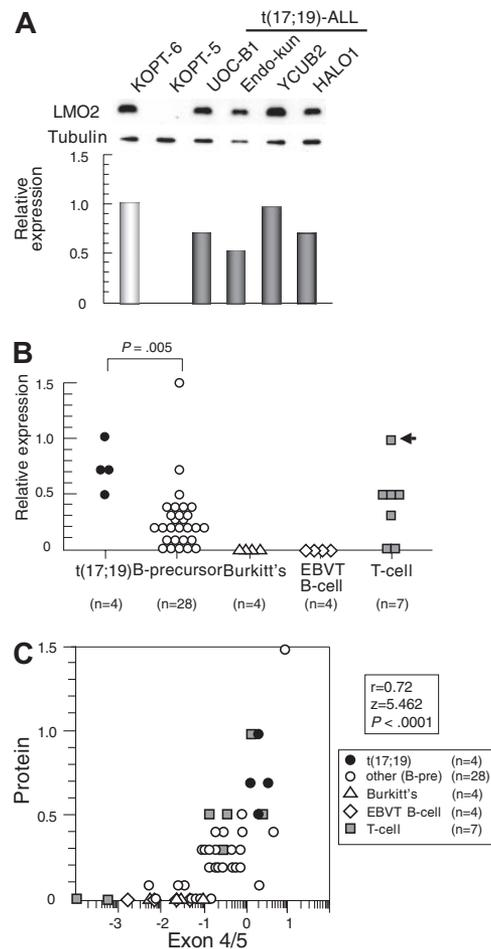 A
t(17;19)-ALL
KOPT-6
KOPT-5
UOC-B1
Endo-kun
YCUB2
HALO1
LMO2
Tubulin
Relative
expression
1.5
1.0
0.5
0
B
P = .005
Relative expression
1.5
1.0
0.5
0
t(17;19) B-precursor Burkitt's EBVT B-cell T-cell
(n=4) (n=28) (n=4) (n=4) (n=7)
C
Protein
1.5
1.0
0.5
0
-3 -2 -1 0 1
Exon 4/5
r=0.72
z=5.462
P < .0001
t(17;19) (n=4)
other (B-pre) (n=28)
Burkitt's (n=4)
EBVT B-cell (n=4)
T-cell (n=7)